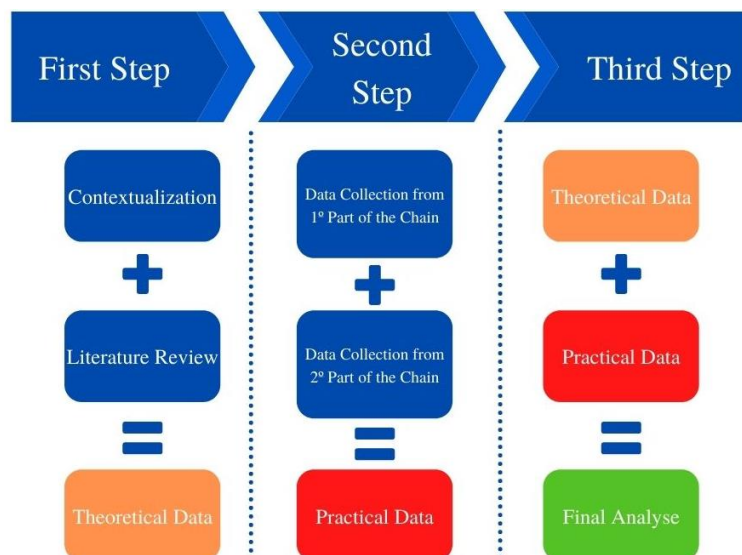 First Step
Second
Step
Third Step
Contextualization
+
Literature Review
=
Theoretical Data
Data Collection from
1º Part of the Chain
+
Data Collection from
2º Part of the Chain
=
Practical Data
Theoretical Data
+
Practical Data
=
Final Analyse